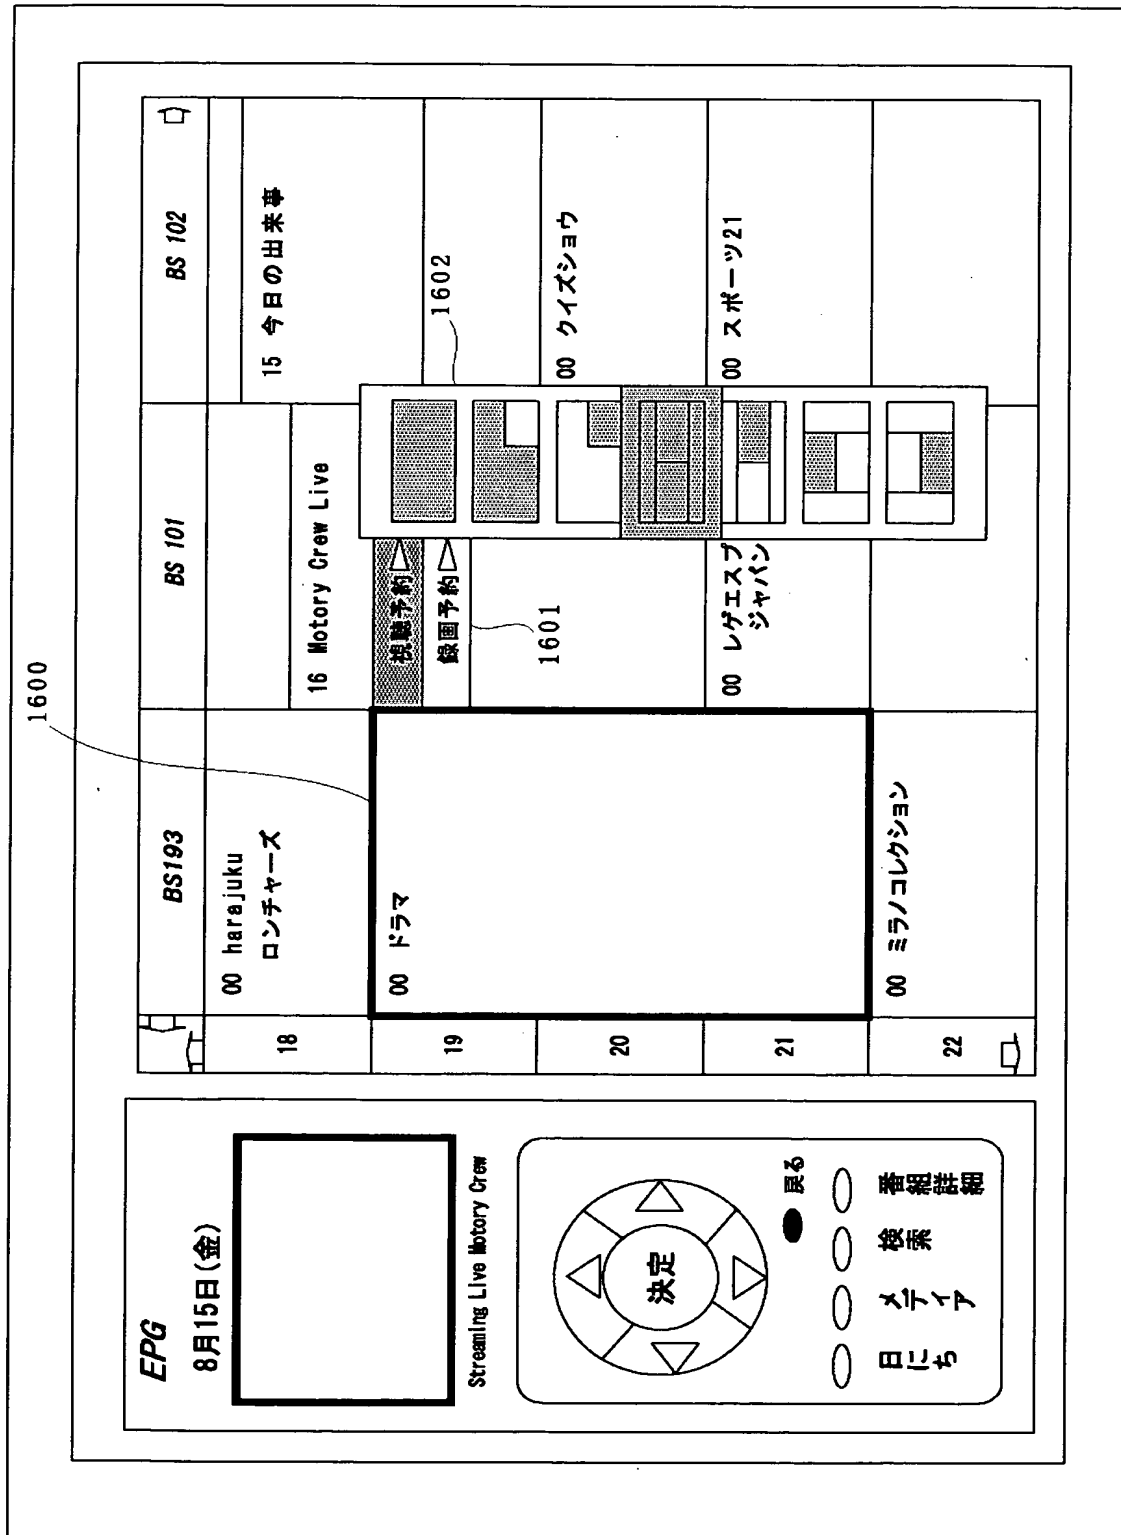 1600
EPG
8月15日(金)
Streaming Live Motory Crew
決定
戻る
日にち
メディア
検索
番組詳細
BS193
BS 101
BS 102
18
19
20
21
22
00 harajuku
ロンチャーズ
00 ドラマ
00 ミラノコレクション
16 Motory Crew Live
視聴予約
録画予約
1601
00 レゲエスプ
ジャパン
15 今日の出来事
1602
00 クイズショウ
00 スポーツ21